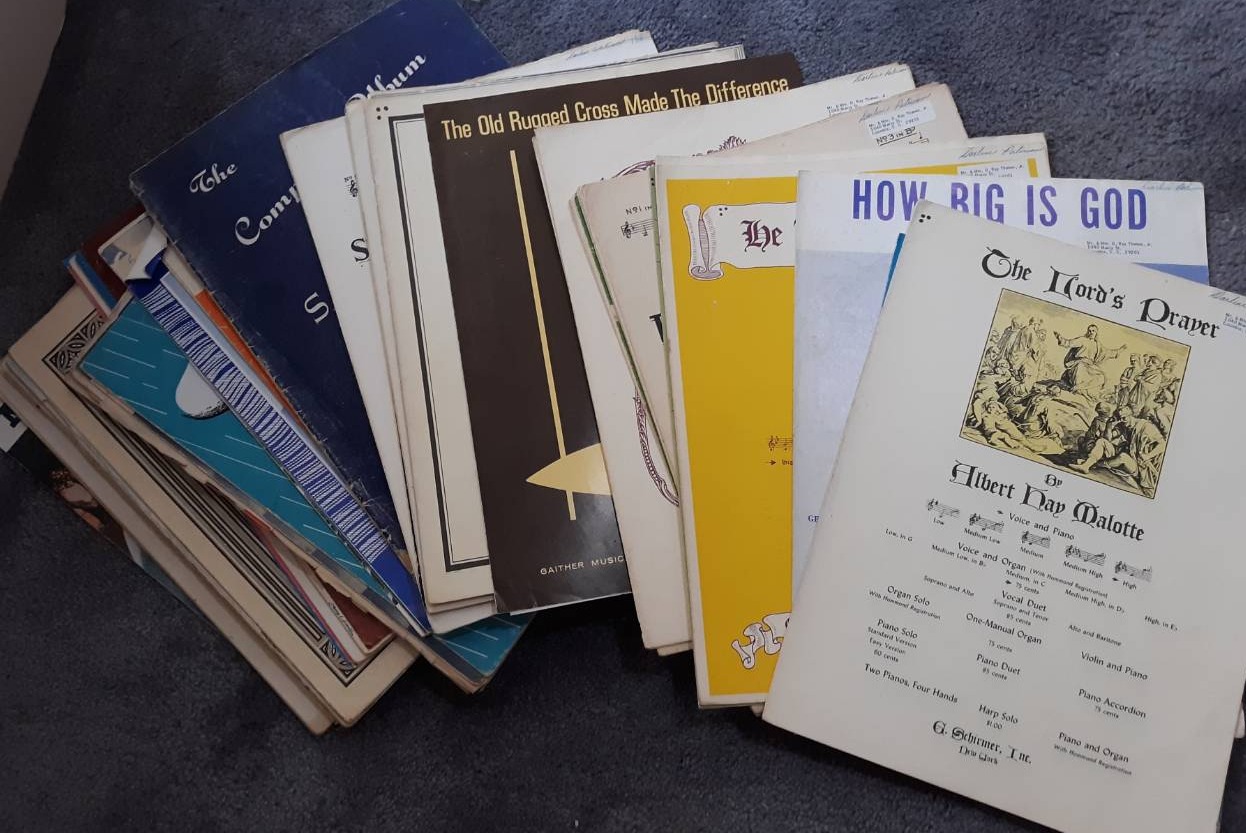 The
Album
S
The Old Rugged Cross Made The Difference
GAITHER MUSIC
S
No 3 in B♭
He
HOW BIG IS GOD
The Lord's Prayer
By
Albert Hay Malotte
Voice and Piano
Low
Medium Low
Medium
Medium High
High
Voice and Organ (With Hammond Registration)
Low, in G
Medium Low, in B♭
Medium, in C
Medium High, in D♭
High, in E♭
75 cents
Vocal Duet
Soprano and Alto
Soprano and Tenor
Alto and Baritone
85 cents
Organ Solo
With Hammond Registration
One-Manual Organ
75 cents
Violin and Piano
Piano Solo
Standard Version
Easy Version
60 cents
Piano Duet
85 cents
Piano Accordion
75 cents
Two Pianos, Four Hands
Harp Solo
$1.00
Piano and Organ
With Hammond Registration
G. Schirmer, Inc.
New York